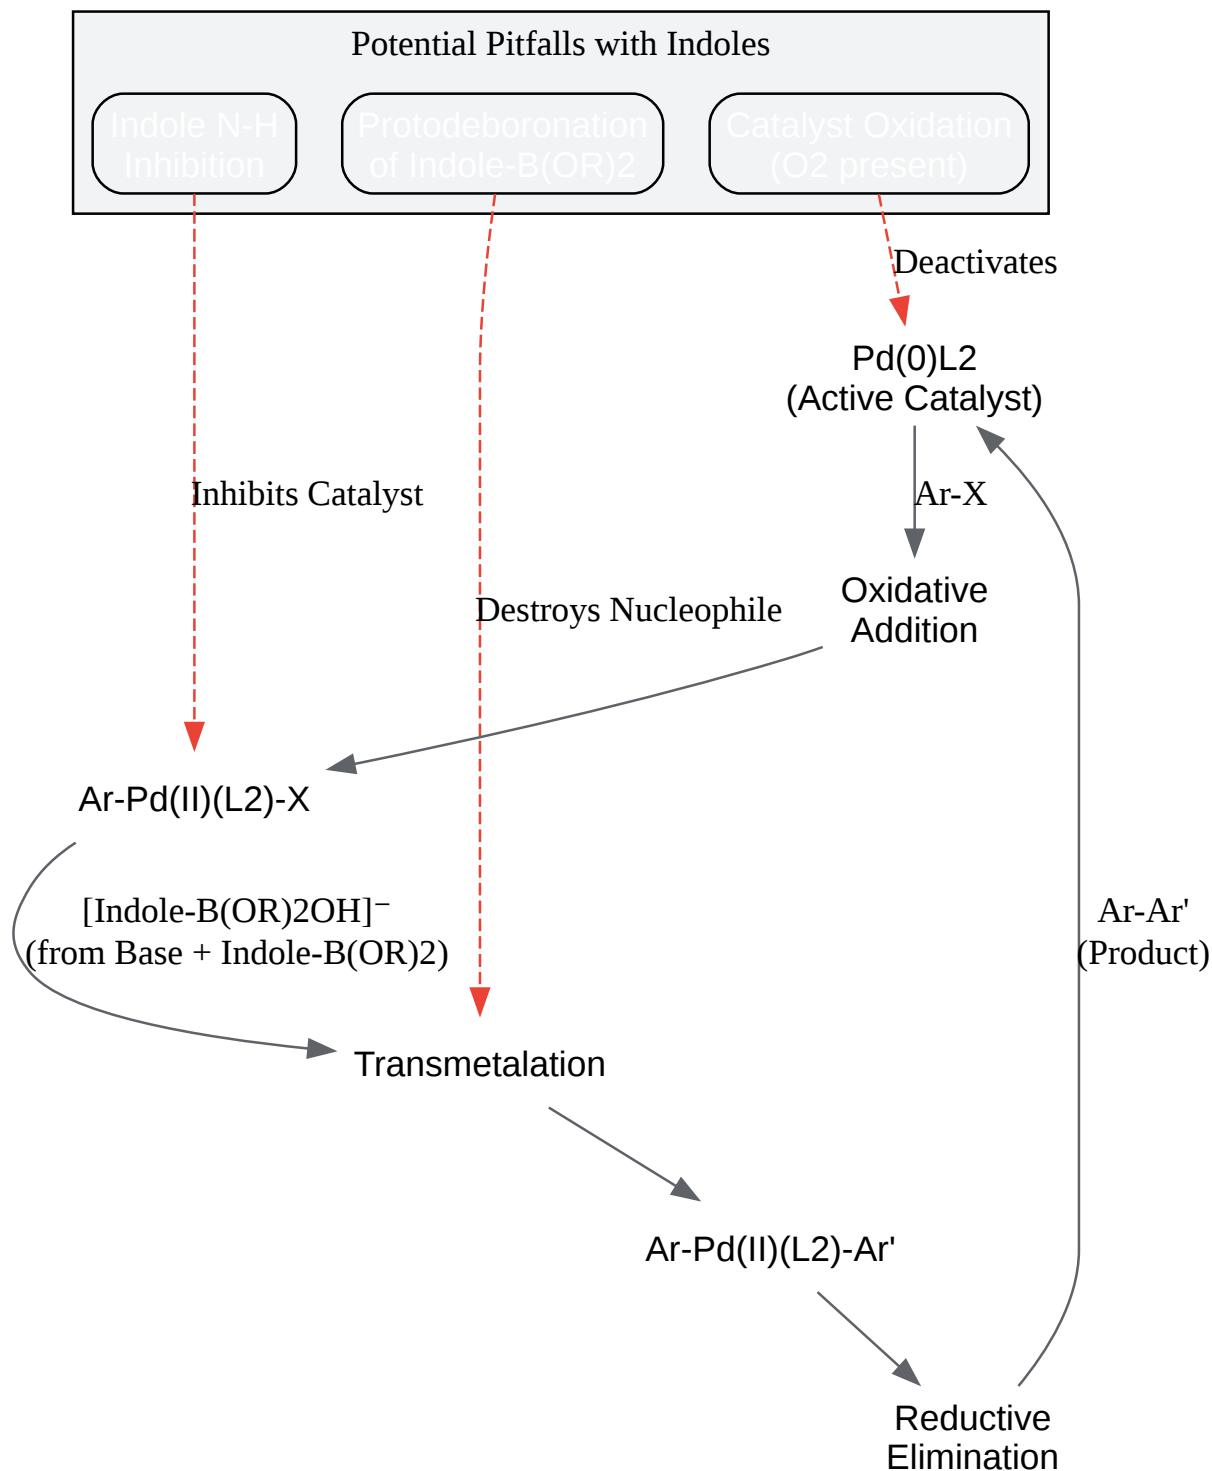 Potential Pitfalls with Indoles
Indole N-H
Inhibition
Protodeboronation
of Indole-B(OR)2
Catalyst Oxidation
(O2 present)
Deactivates
Pd(0)L2
(Active Catalyst)
Inhibits Catalyst
Ar-X
Oxidative
Addition
Destroys Nucleophile
Ar-Pd(II)(L2)-X
[Indole-B(OR)2OH]⁻
(from Base + Indole-B(OR)2)
Ar-Ar'
(Product)
Transmetalation
Ar-Pd(II)(L2)-Ar'
Reductive
Elimination